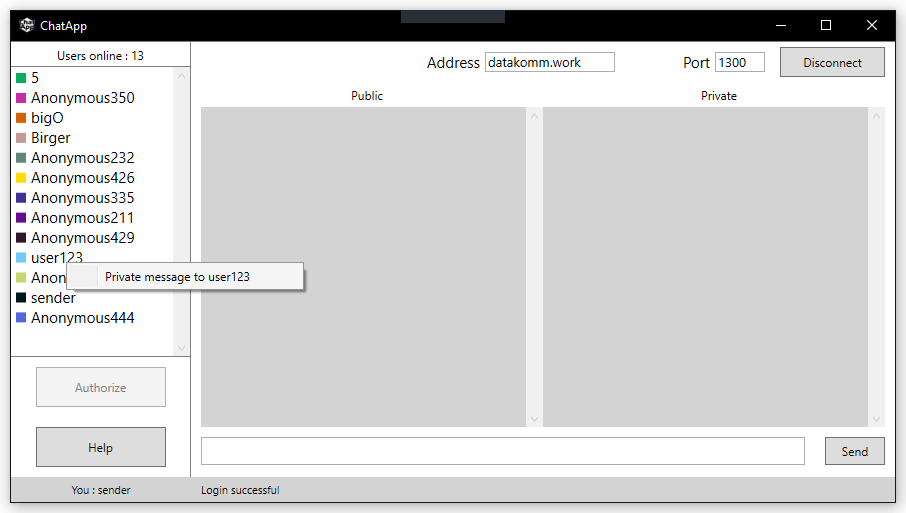 ChatApp
Users online : 13
5
Anonymous350
bigO
Birger
Anonymous232
Anonymous426
Anonymous335
Anonymous211
Anonymous429
user123
Private message to user123
Anon
sender
Anonymous444
Authorize
Help
Address datakomm.work Port 1300 Disconnect
Public Private
Send
You : sender Login successful